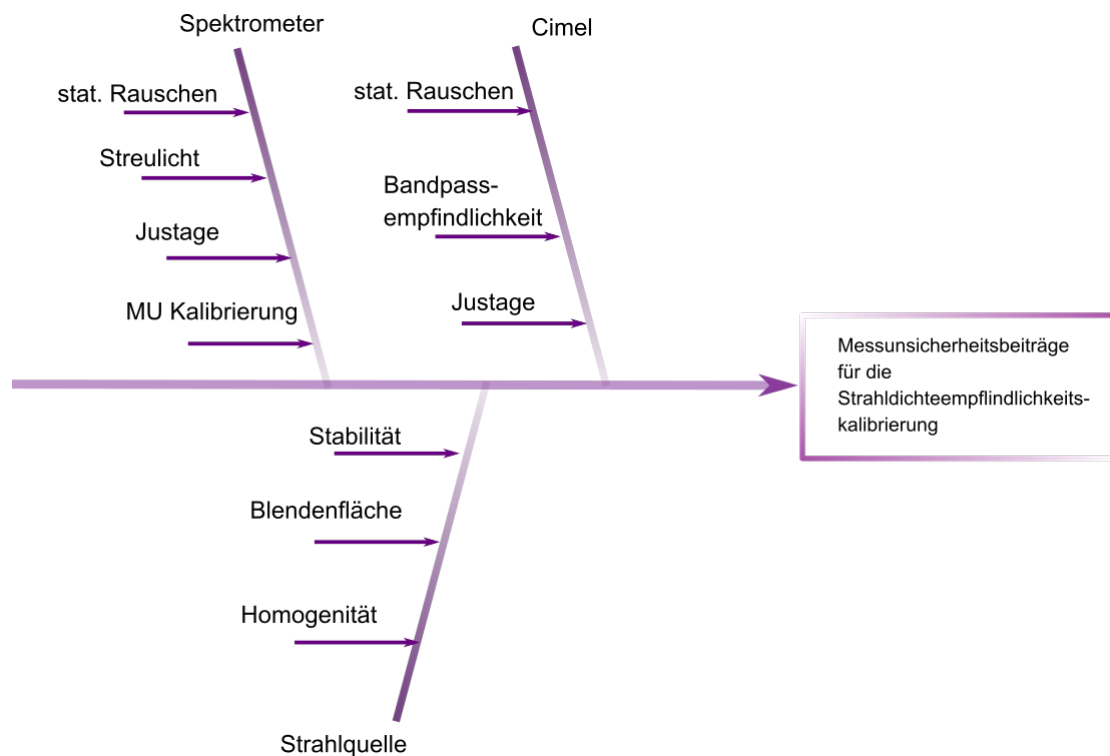 Spektrometer
stat. Rauschen
Streulicht
Justage
MU Kalibrierung
Cimel
stat. Rauschen
Bandpass-
empfindlichkeit
Justage
Messunsicherheitsbeiträge
für die
Strahldichteempflindlichkeits-
kalibrierung
Stabilität
Blendenfläche
Homogenität
Strahlquelle